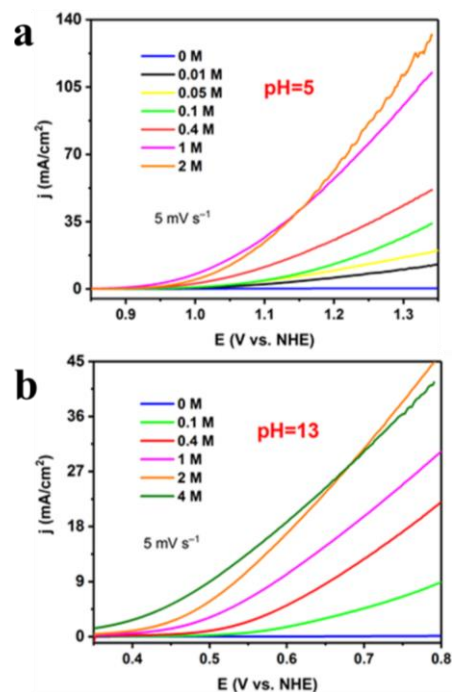 a
140
105
70
35
0
j (mA/cm²)
0 M
0.01 M
0.05 M
0.1 M
0.4 M
1 M
2 M
pH=5
5 mV s⁻¹
0.9 1.0 1.1 1.2 1.3
E (V vs. NHE)
b
45
36
27
18
9
0
j (mA/cm²)
0 M
0.1 M
0.4 M
1 M
2 M
4 M
pH=13
5 mV s⁻¹
0.4 0.5 0.6 0.7 0.8
E (V vs. NHE)